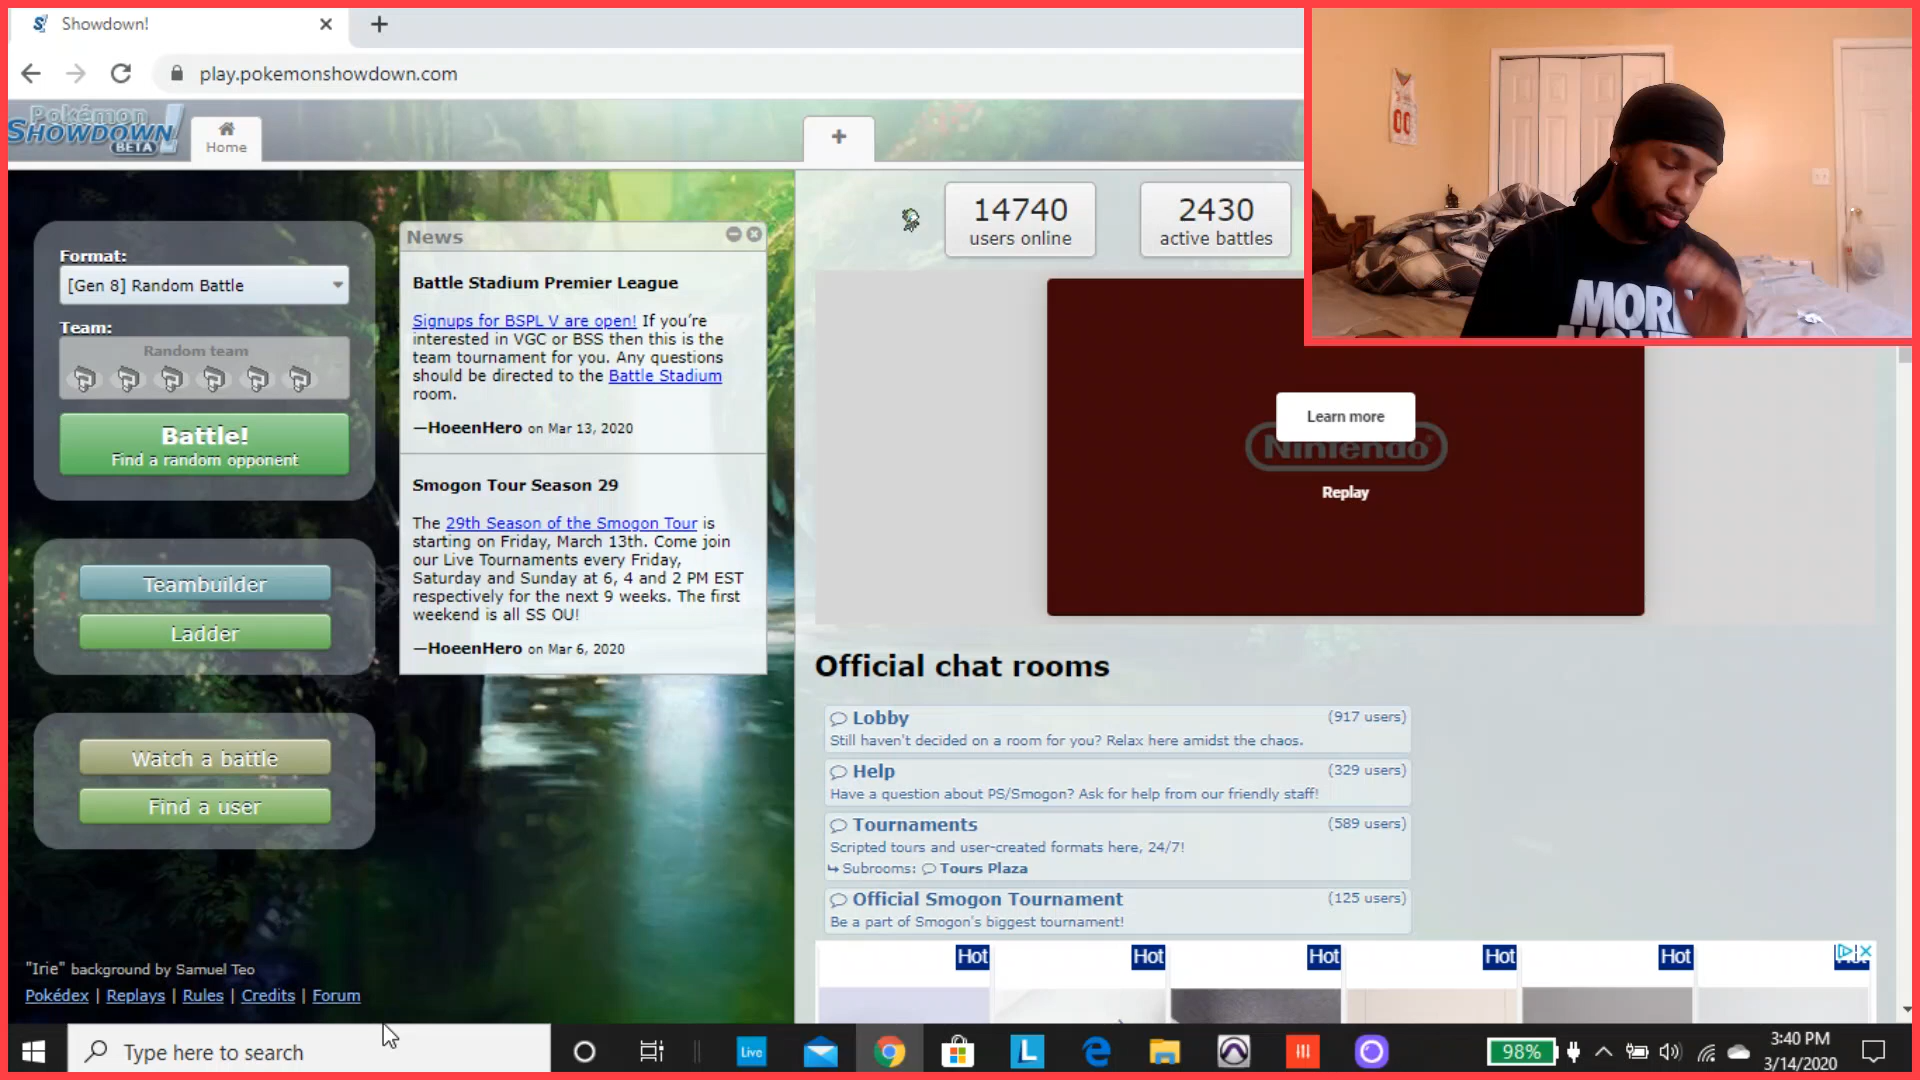 Showdown!
play.pokemonshowdown.com
Pokémon
SHOWDOWN!
BETA
Home
Format:
[Gen 8] Random Battle
Team:
Random team
Battle!
Find a random opponent
Teambuilder
Ladder
Watch a battle
Find a user
"Irie" background by Samuel Teo
Pokédex | Replays | Rules | Credits | Forum
News
Battle Stadium Premier League
Signups for BSPL V are open! If you're
interested in VGC or BSS then this is the
team tournament for you. Any questions
should be directed to the Battle Stadium
room.
—HoeenHero on Mar 13, 2020
Smogon Tour Season 29
The 29th Season of the Smogon Tour is
starting on Friday, March 13th. Come join
our Live Tournaments every Friday,
Saturday and Sunday at 6, 4 and 2 PM EST
respectively for the next 9 weeks. The first
weekend is all SS OU!
—HoeenHero on Mar 6, 2020
14740
users online
2430
active battles
Learn more
Nintendo
Replay
00
MOR
Official chat rooms
Lobby (917 users)
Still haven't decided on a room for you? Relax here amidst the chaos.
Help (329 users)
Have a question about PS/Smogon? Ask for help from our friendly staff!
Tournaments (589 users)
Scripted tours and user-created formats here, 24/7!
Subrooms: Tours Plaza
Official Smogon Tournament (125 users)
Be a part of Smogon's biggest tournament!
Hot
Hot
Hot
Hot
Hot
Type here to search
Live
L
98%
3:40 PM
3/14/2020